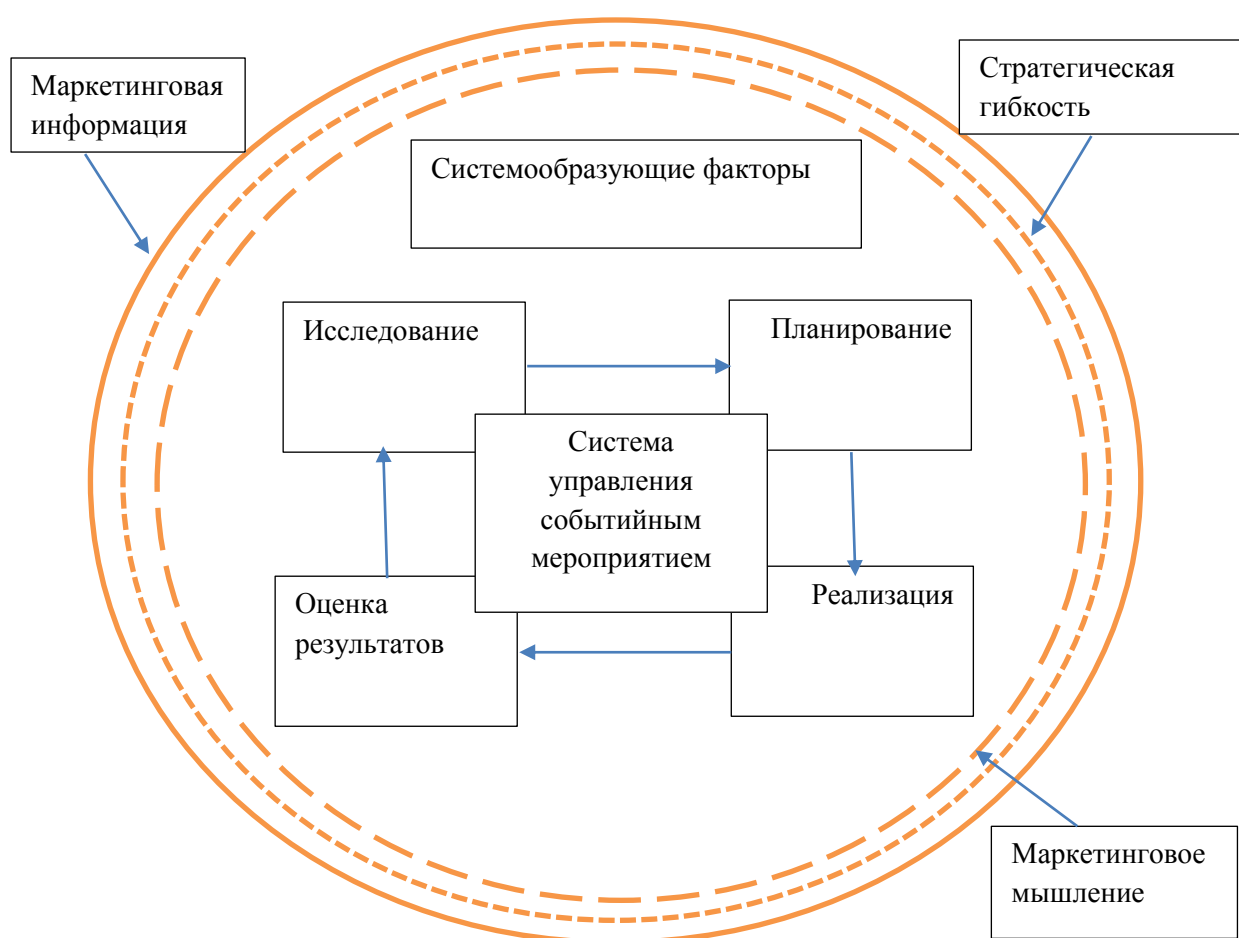 Маркетинговая
информация
Стратегическая
гибкость
Системообразующие факторы
Исследование
Планирование
Система
управления
событийным
мероприятием
Оценка
результатов
Реализация
Маркетинговое
мышление